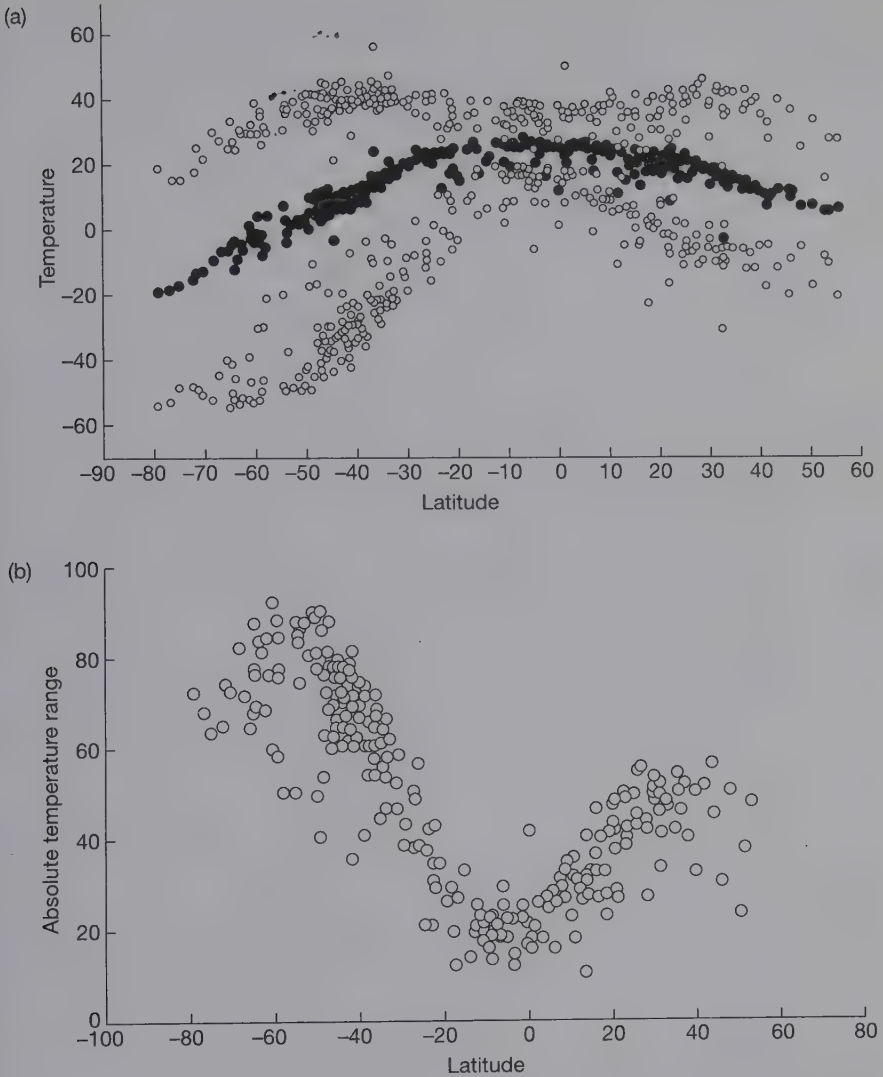 (a)
60
40
20
0
–20
–40
–60
Temperature
–90 –80 –70 –60 –50 –40 –30 –20 –10 0 10 20 30 40 50 60
Latitude
(b)
100
80
60
40
20
0
Absolute temperature range
–100 –80 –60 –40 –20 0 20 40 60 80
Latitude